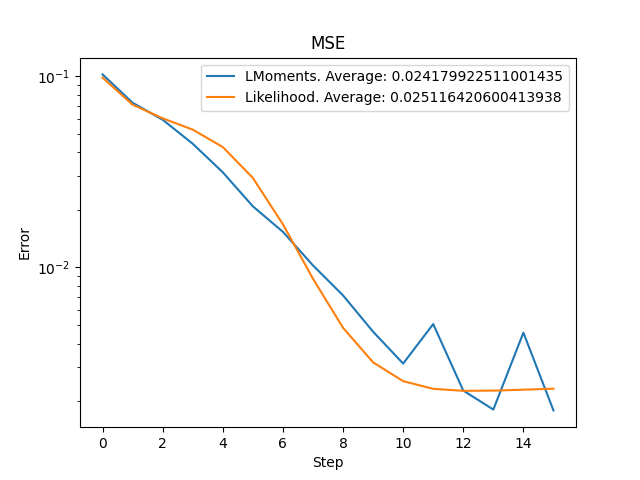 MSE
LMoments. Average: 0.024179922511001435
Likelihood. Average: 0.025116420600413938
10⁻¹
10⁻²
Error
0 2 4 6 8 10 12 14
Step